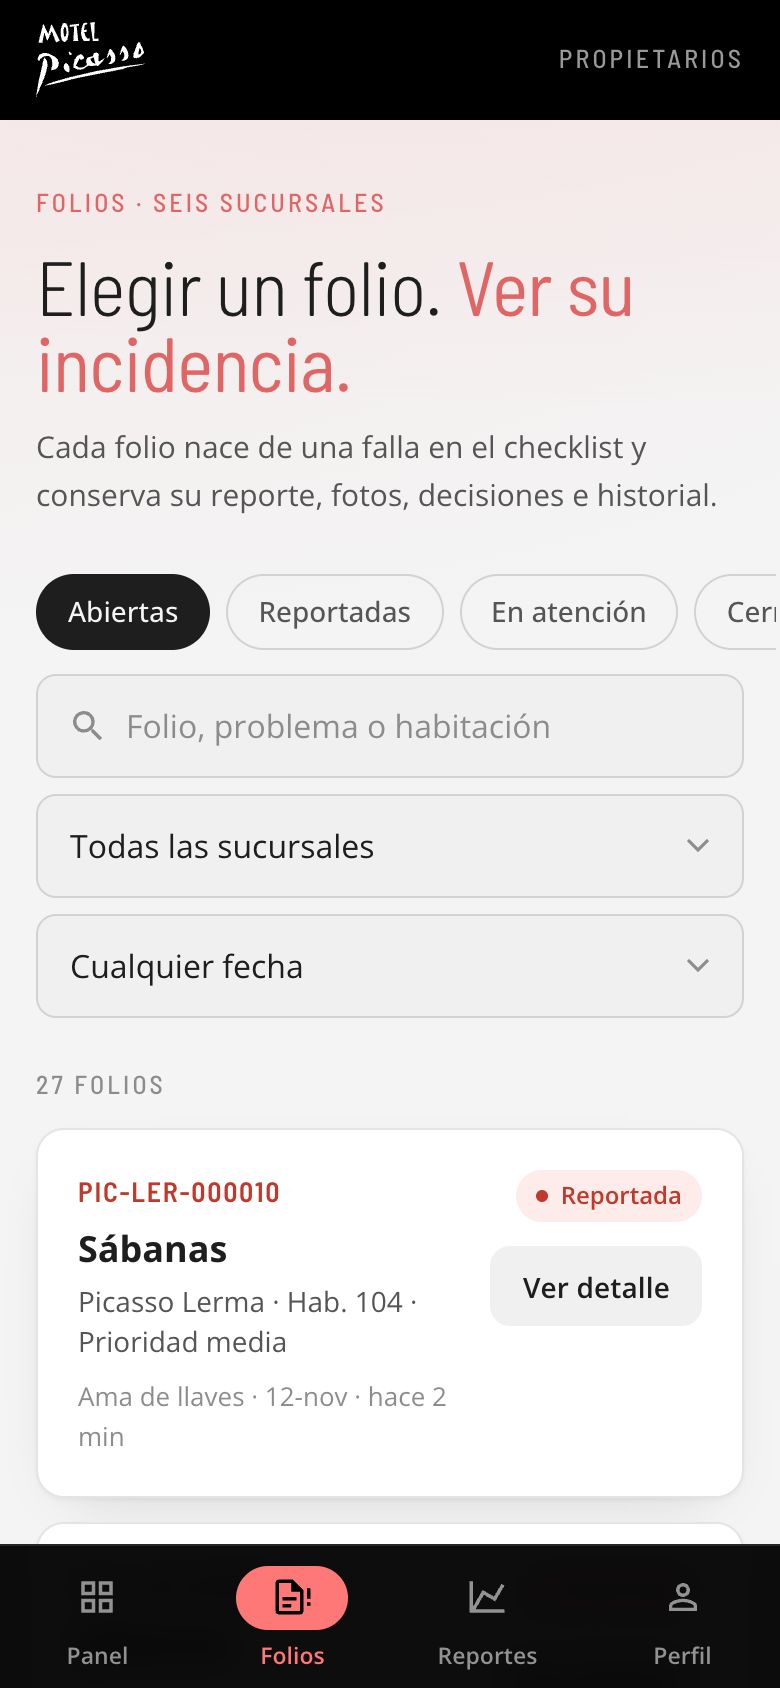 MOTEL
Picasso
PROPIETARIOS
FOLIOS · SEIS SUCURSALES
Elegir un folio. Ver su
incidencia.
Cada folio nace de una falla en el checklist y
conserva su reporte, fotos, decisiones e historial.
Abiertas
Reportadas
En atención
Folio, problema o habitación
Todas las sucursales
Cualquier fecha
27 FOLIOS
PIC-LER-000010
Reportada
Sábanas
Ver detalle
Picasso Lerma · Hab. 104 ·
Prioridad media
Ama de llaves · 12-nov · hace 2
min
Panel
Folios
Reportes
Perfil